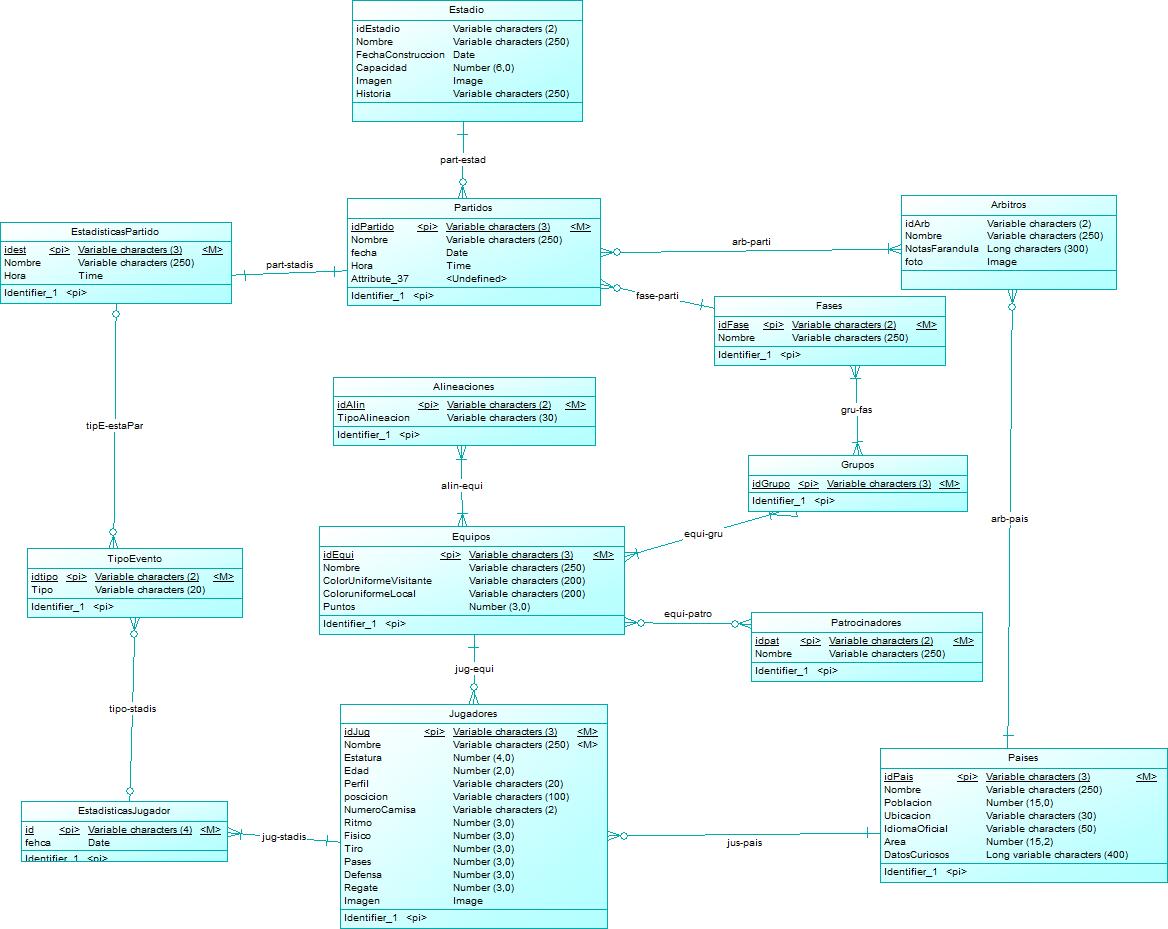 Estadio
idEstadio Variable characters (2)
Nombre Variable characters (250)
FechaConstruccion Date
Capacidad Number (6,0)
Imagen Image
Historia Variable characters (250)
part-estad
Partidos
idPartido <pi> Variable characters (3) <M>
Nombre Variable characters (250)
fecha Date
Hora Time
Attribute_37 <Undefined>
Identifier_1 <pi>
Arbitros
idArb Variable characters (2)
Nombre Variable characters (250)
NotasFarandula Long characters (300)
foto Image
EstadisticasPartido
idest <pi> Variable characters (3) <M>
Nombre Variable characters (250)
Hora Time
Identifier_1 <pi>
part-stadis
arb-parti
fase-parti
Fases
idFase <pi> Variable characters (2) <M>
Nombre Variable characters (250)
Identifier_1 <pi>
Alineaciones
idAlin <pi> Variable characters (2) <M>
TipoAlineacion Variable characters (30)
Identifier_1 <pi>
gru-fas
tipE-estaPar
Grupos
idGrupo <pi> Variable characters (3) <M>
Identifier_1 <pi>
alin-equi
arb-pais
equi-gru
Equipos
idEqui <pi> Variable characters (3) <M>
Nombre Variable characters (250)
ColorUniformeVisitante Variable characters (200)
ColoruniformeLocal Variable characters (200)
Puntos Number (3,0)
Identifier_1 <pi>
TipoEvento
idtipo <pi> Variable characters (2) <M>
Tipo Variable characters (20)
Identifier_1 <pi>
equi-patro
Patrocinadores
idpat <pi> Variable characters (2) <M>
Nombre Variable characters (250)
Identifier_1 <pi>
jug-equi
tipo-stadis
Jugadores
idJug <pi> Variable characters (3) <M>
Nombre Variable characters (250) <M>
Estatura Number (4,0)
Edad Number (2,0)
Perfil Variable characters (20)
poscicion Variable characters (100)
NumeroCamisa Variable characters (2)
Ritmo Number (3,0)
Fisico Number (3,0)
Tiro Number (3,0)
Pases Number (3,0)
Defensa Number (3,0)
Regate Number (3,0)
Imagen Image
Identifier_1 <pi>
Paises
idPais <pi> Variable characters (3) <M>
Nombre Variable characters (250)
Poblacion Number (15,0)
Ubicacion Variable characters (30)
IdiomaOficial Variable characters (50)
Area Number (15,2)
DatosCuriosos Long variable characters (400)
Identifier_1 <pi>
EstadisticasJugador
id <pi> Variable characters (4) <M>
fehca Date
Identifier_1 <pi>
jug-stadis
jus-pais